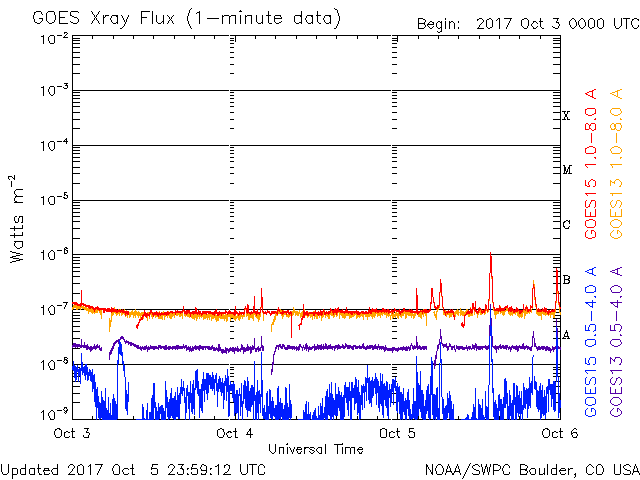 GOES Xray Flux (1-minute data)
Begin: 2017 Oct 3 0000 UTC
10-2
10-3
10-4
10-5
10-6
10-7
10-8
10-9
Watts m-2
X
M
C
B
A
GOES15 1.0-8.0 A
GOES13 1.0-8.0 A
GOES15 0.5-4.0 A
GOES13 0.5-4.0 A
Oct 3 Oct 4 Oct 5 Oct 6
Universal Time
Updated 2017 Oct 5 23:59:12 UTC NOAA/SWPC Boulder, CO USA